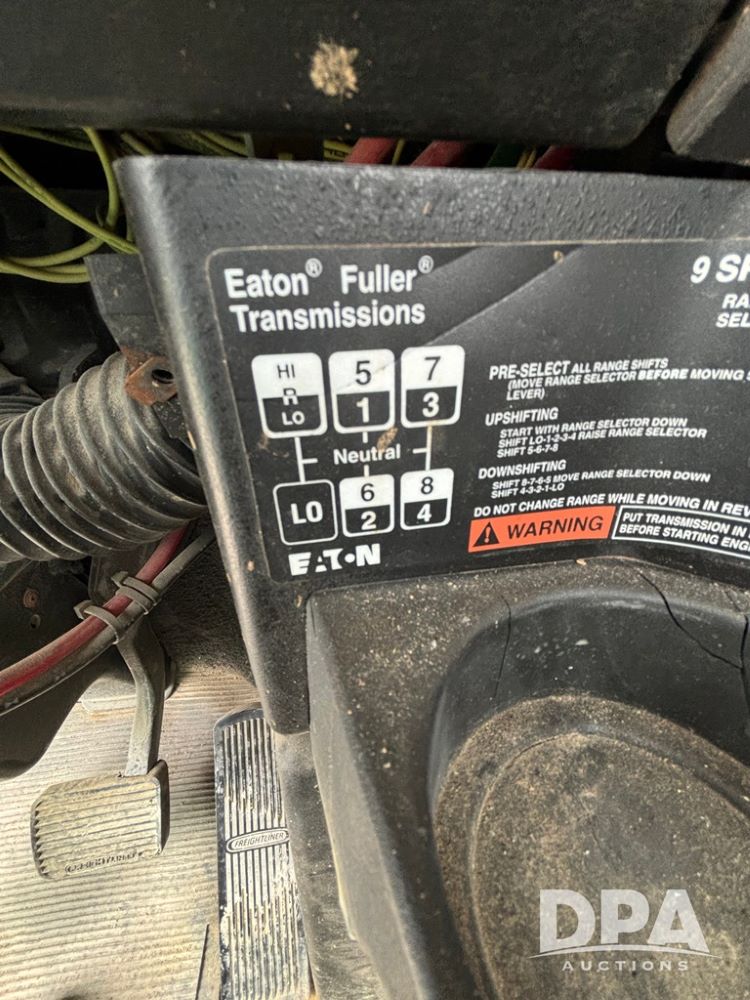 Eaton® Fuller®
Transmissions
9 S
RA
SEL
HI 5 7
R
LO 1 3
Neutral
LO 6 8
2 4
EATON
PRE-SELECT ALL RANGE SHIFTS
(MOVE RANGE SELECTOR BEFORE MOVING S
LEVER)
UPSHIFTING
START WITH RANGE SELECTOR DOWN
SHIFT LO-1-2-3-4 RAISE RANGE SELECTOR
SHIFT 5-6-7-8
DOWNSHIFTING
SHIFT 8-7-6-5 MOVE RANGE SELECTOR DOWN
SHIFT 4-3-2-1-LO
DO NOT CHANGE RANGE WHILE MOVING IN REV
WARNING
PUT TRANSMISSION IN
BEFORE STARTING ENG
FREIGHTLINER
DPA
AUCTIONS